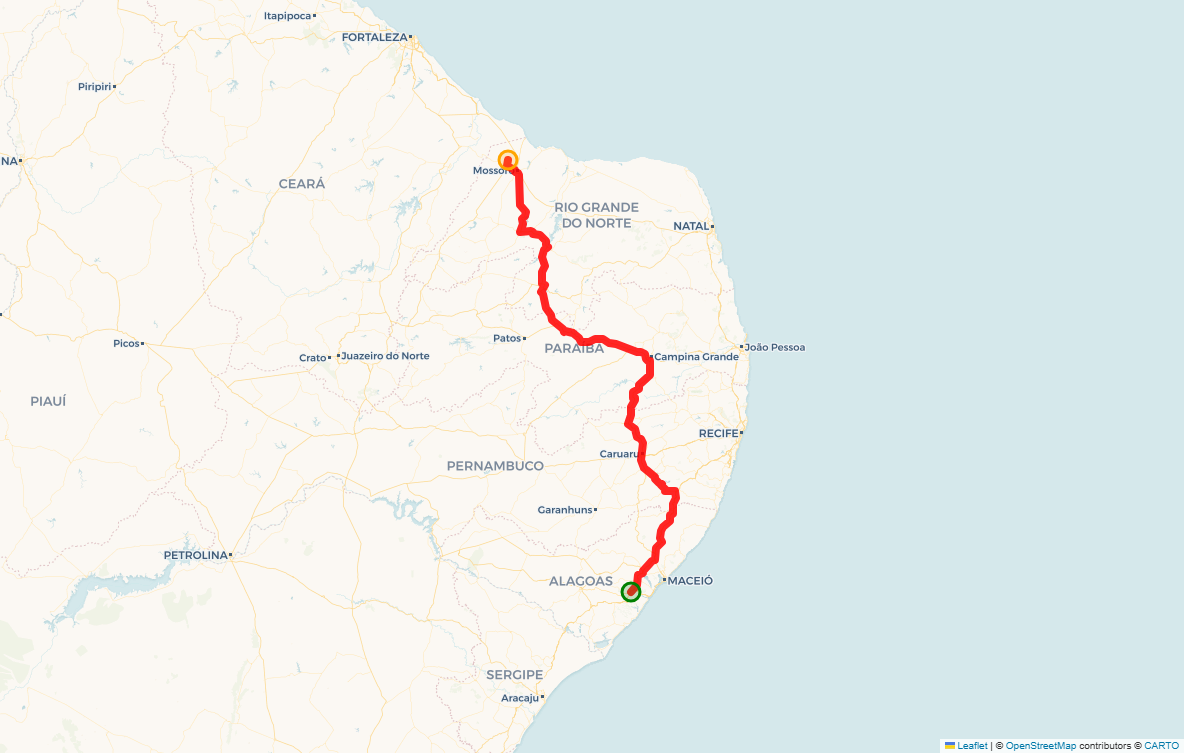 Itapipoca
FORTALEZA
Piripiri
NA
CEARÁ
RIO GRANDE
DO NORTE
NATAL
Picos
Patos
PARAÍBA
João Pessoa
Crato
Juazeiro do Norte
Campina Grande
PIAUÍ
RECIFE
Caruaru
PERNAMBUCO
Garanhuns
PETROLINA
ALAGOAS
MACEIÓ
SERGIPE
Aracaju
Leaflet | © OpenStreetMap contributors © CARTO